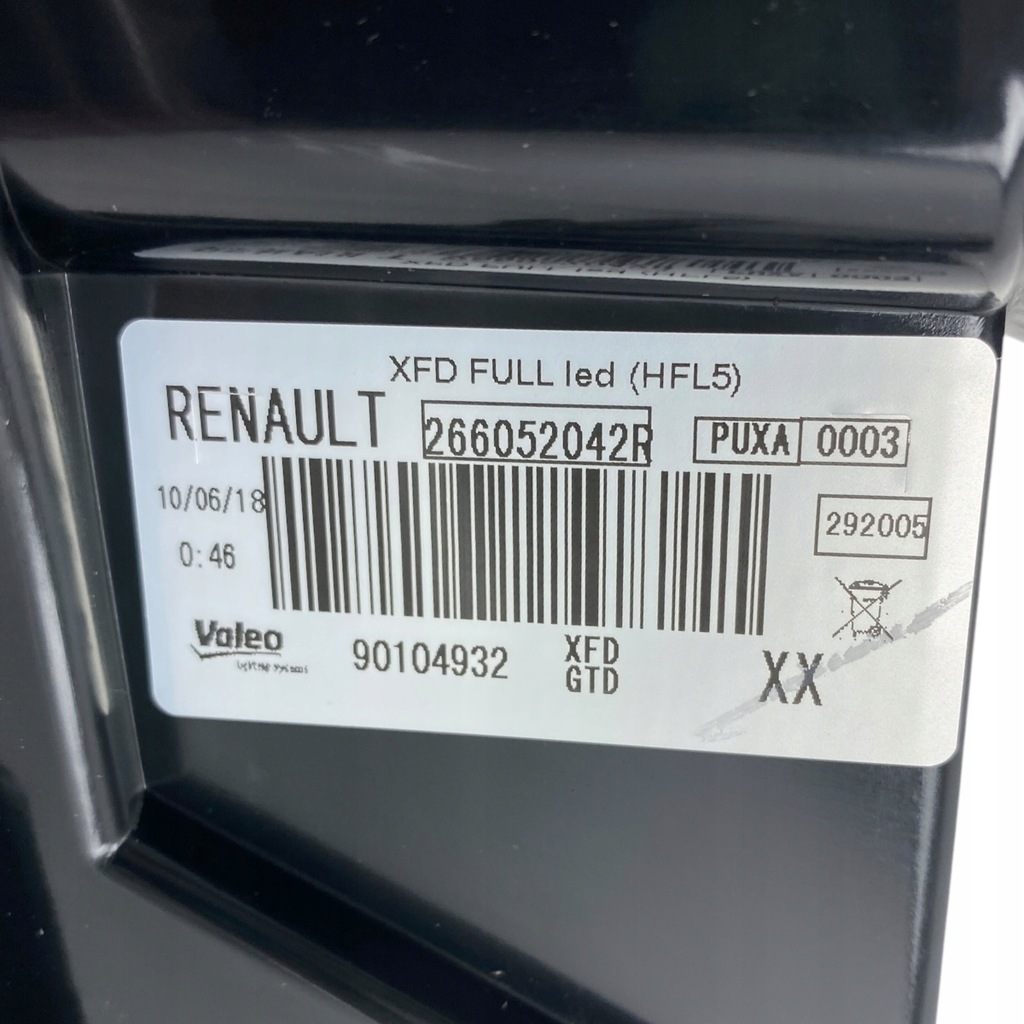 XFD FULL led (HFL5)
RENAULT 266052042R PUXA 0003
10/06/18
292005
0:46
Valeo 90104932 XFD
GTD
XX